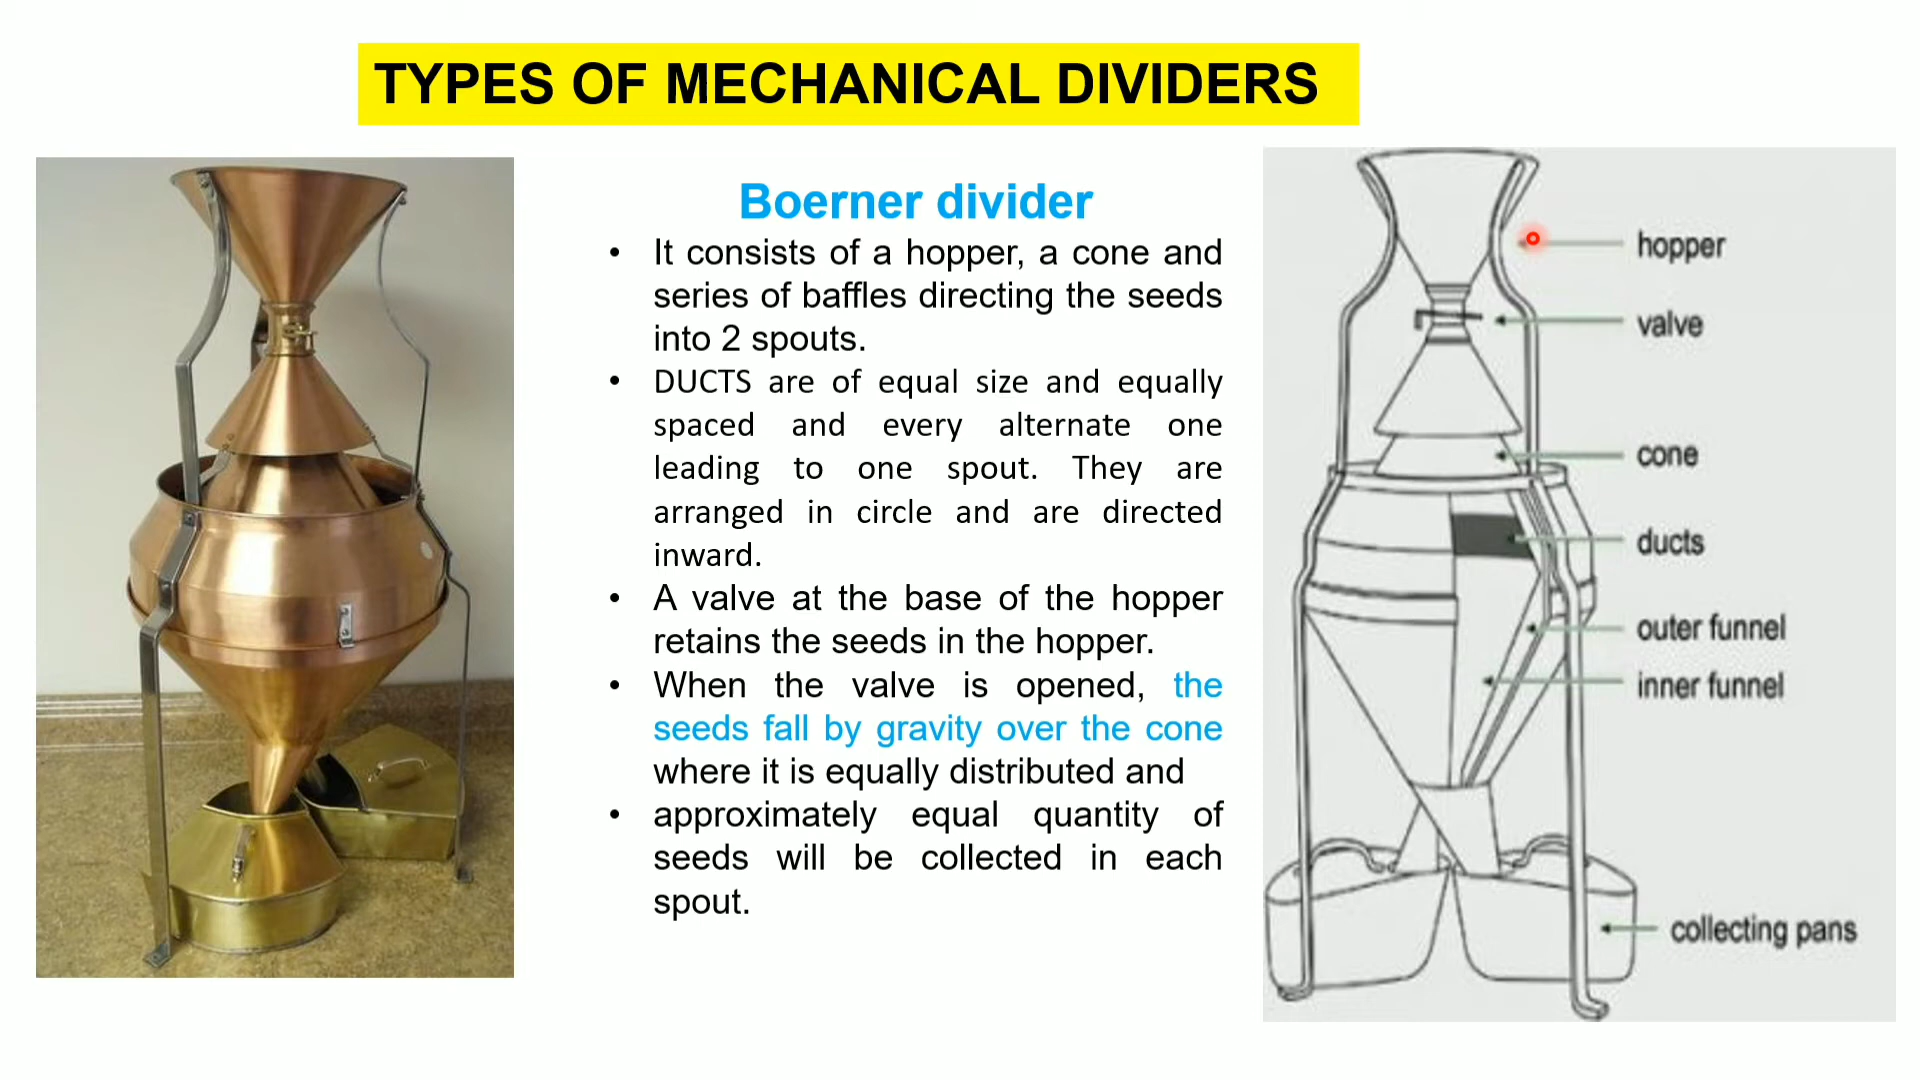 TYPES OF MECHANICAL DIVIDERS
Boerner divider
• It consists of a hopper, a cone and
series of baffles directing the seeds
into 2 spouts.
• DUCTS are of equal size and equally
spaced and every alternate one
leading to one spout. They are
arranged in circle and are directed
inward.
• A valve at the base of the hopper
retains the seeds in the hopper.
• When the valve is opened, the
seeds fall by gravity over the cone
where it is equally distributed and
• approximately equal quantity of
seeds will be collected in each
spout.
hopper
valve
cone
ducts
outer funnel
inner funnel
collecting pans